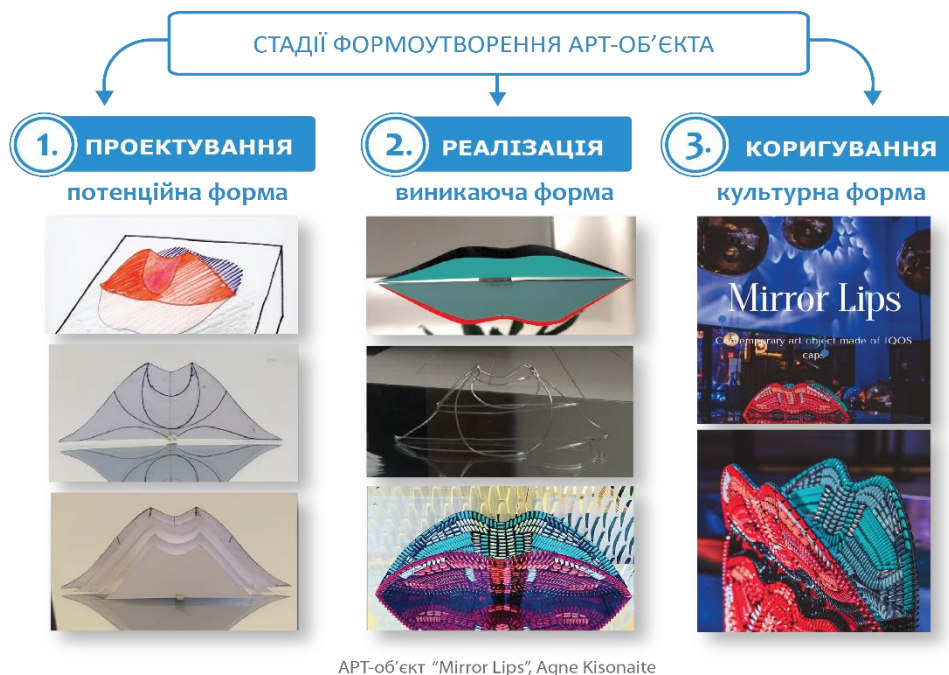 СТАДІЇ ФОРМОУТВОРЕННЯ АРТ-ОБ’ЄКТА
1. ПРОЕКТУВАННЯ
потенційна форма
2. РЕАЛІЗАЦІЯ
виникаюча форма
3. КОРИГУВАННЯ
культурна форма
Mirror Lips
Contemporary art object made of IQOS
caps
АРТ-об’єкт “Mirror Lips”, Agne Kisonaite